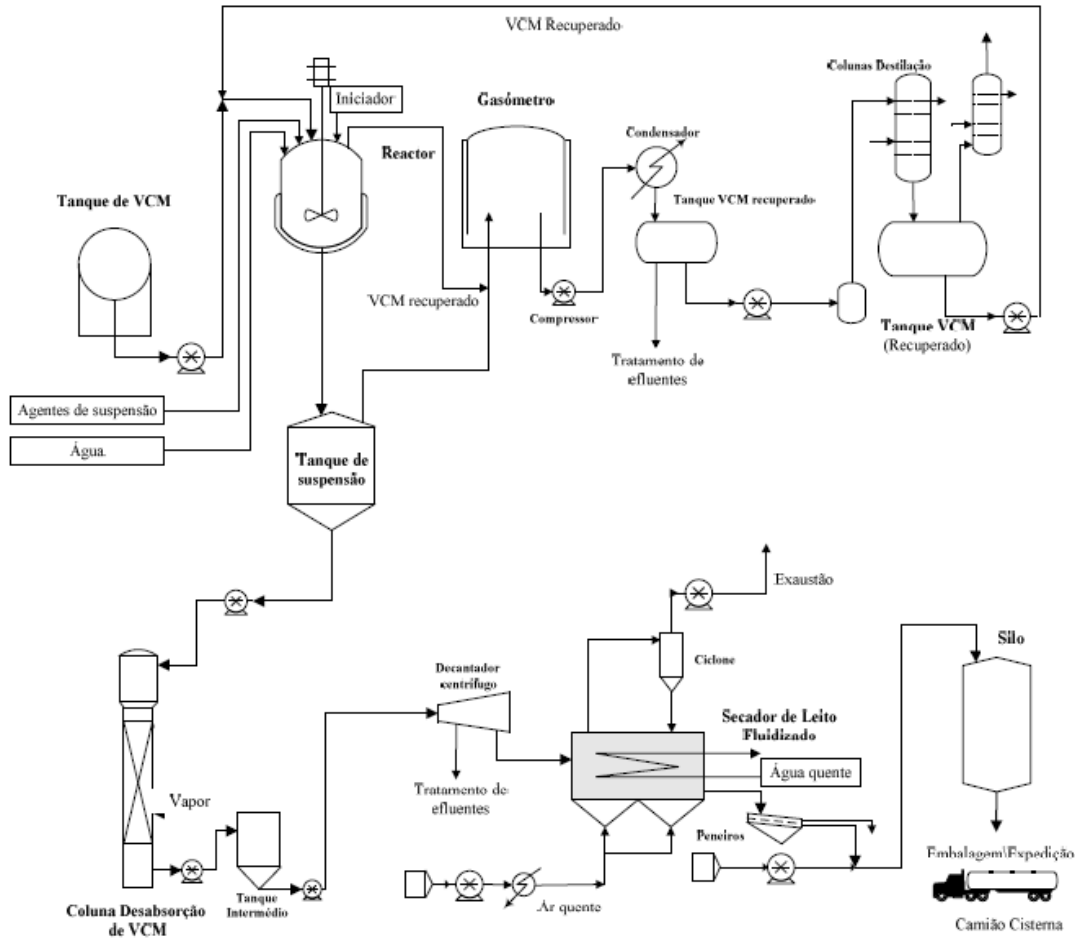 VCM Recuperado
Colunas Destilação
Iniciador
Gasómetro
Condensador
Reactor
Tanque de VCM
Tanque VCM recuperado
VCM recuperado
Compressor
Tanque VCM
(Recuperado)
Tratamento de
efluentes
Agentes de suspensão
Água
Tanque de
suspensão
Exaustão
Silo
Ciclone
Decantador
centrífugo
Secador de Leito
Fluidizado
Água quente
Tratamento de
efluentes
Vapor
Peneiros
Embalagem\Expedição
Tanque
Intermédio
Ar quente
Coluna Desabsorção
de VCM
Camião Cisterna